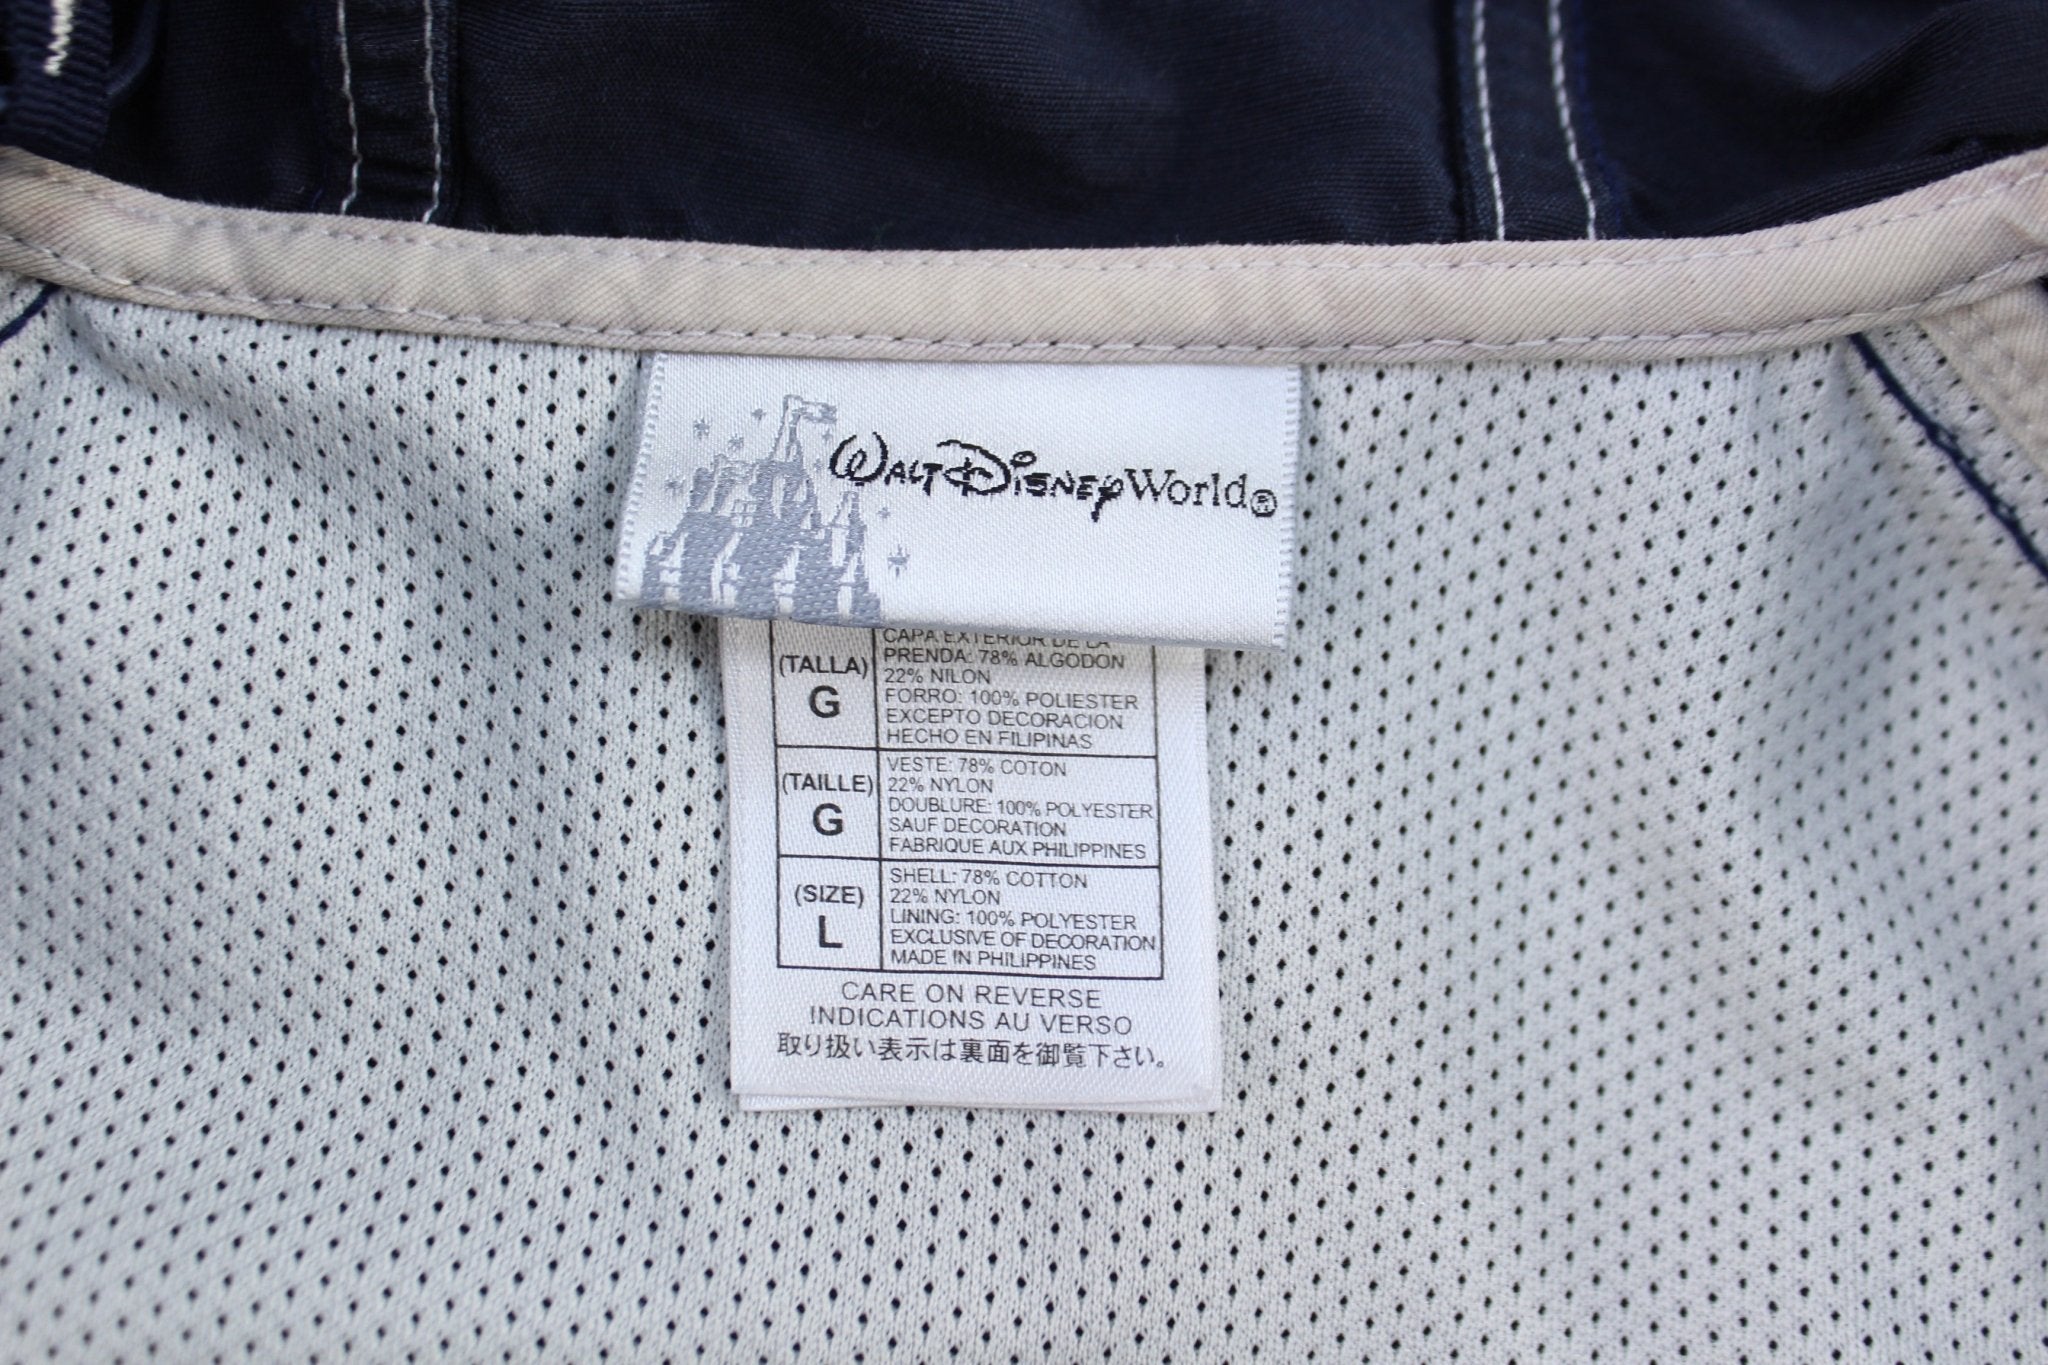 WALT DISNEY World®
CAPA EXTERIOR DE LA
(TALLA)
G
PRENDA: 78% ALGODON
22% NILON
FORRO: 100% POLIESTER
EXCEPTO DECORACION
HECHO EN FILIPINAS
(TAILLE)
G
VESTE: 78% COTON
22% NYLON
DOUBLURE: 100% POLYESTER
SAUF DECORATION
FABRIQUE AUX PHILIPPINES
(SIZE)
L
SHELL: 78% COTTON
22% NYLON
LINING: 100% POLYESTER
EXCLUSIVE OF DECORATION
MADE IN PHILIPPINES
CARE ON REVERSE
INDICATIONS AU VERSO
取り扱い表示は裏面を御覧下さい。